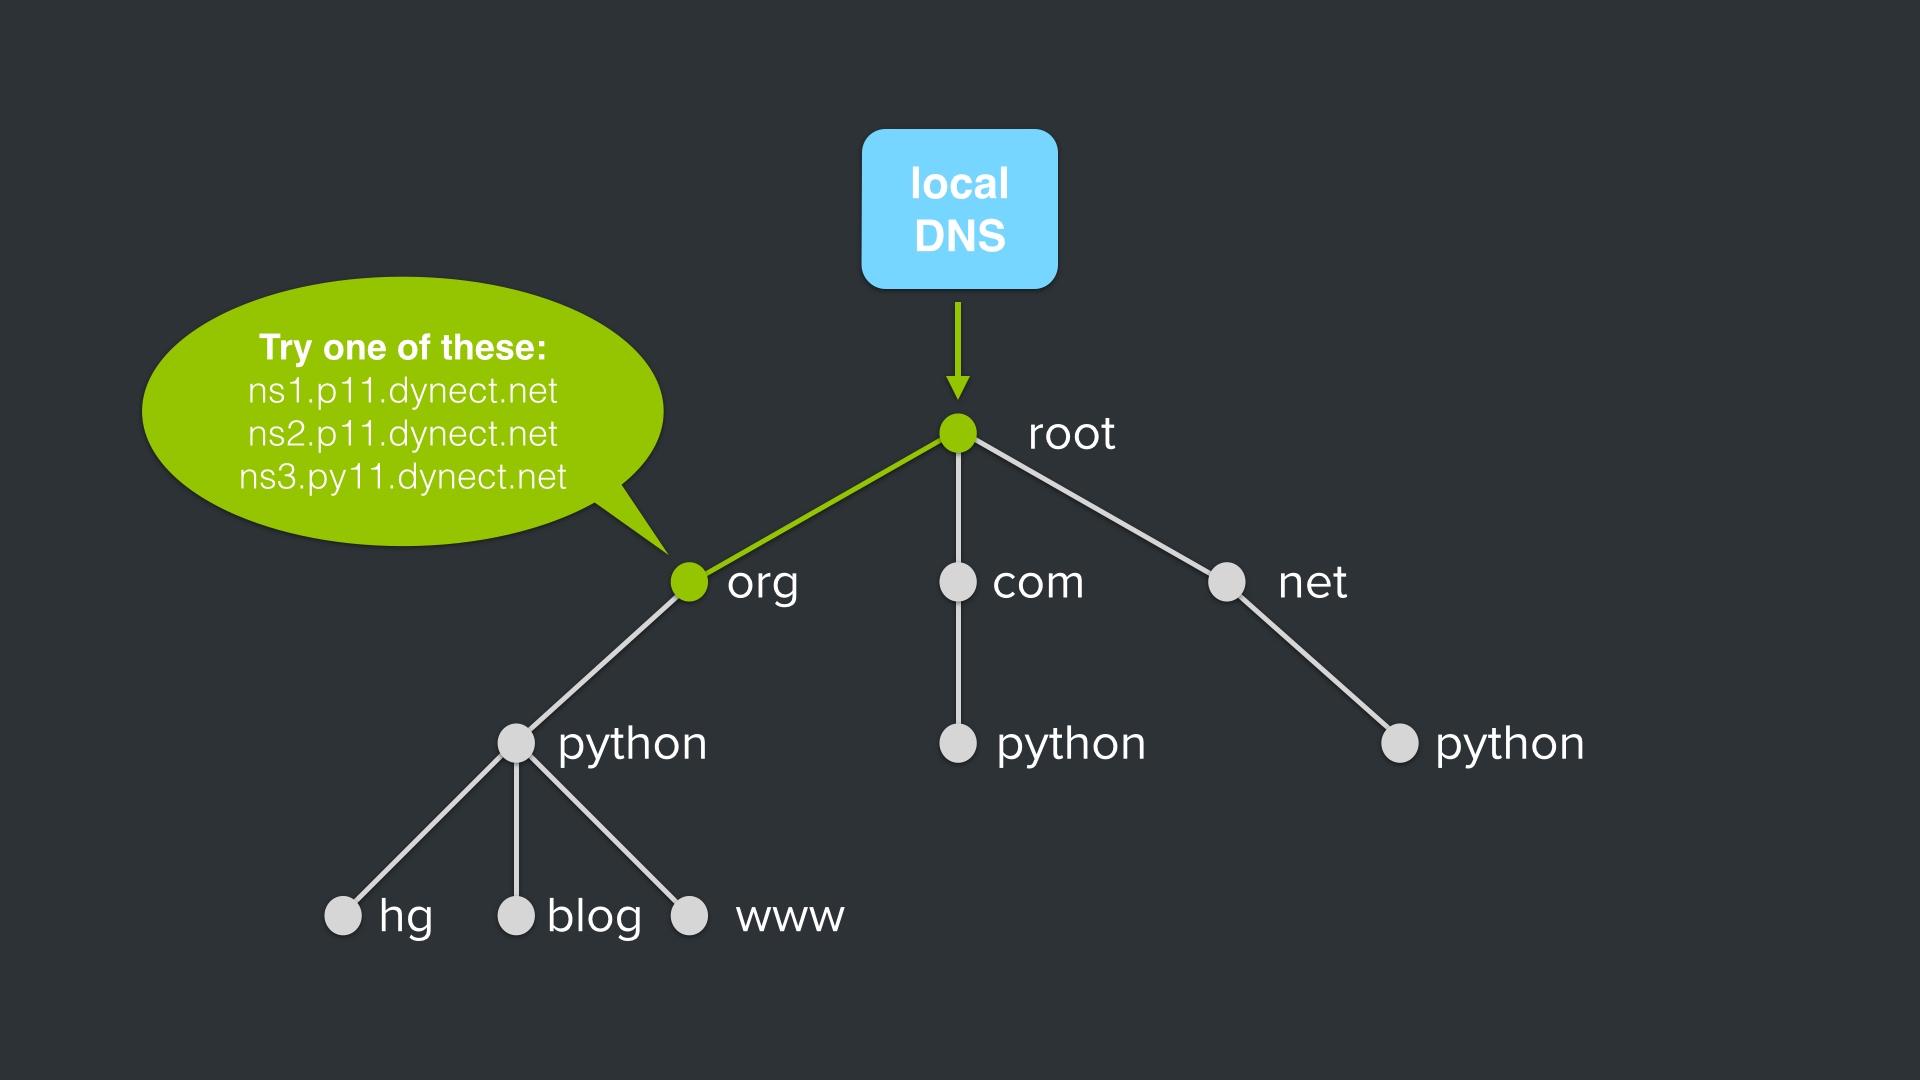 local
DNS
Try one of these:
ns1.p11.dynect.net
ns2.p11.dynect.net
ns3.py11.dynect.net
root
org
com
net
python
python
python
hg
blog
www